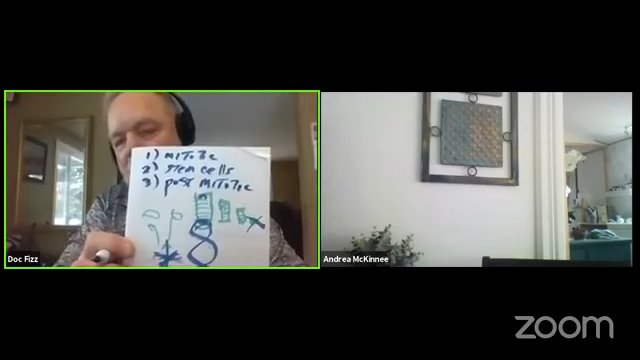 1) mitotic
2) stem cells
3) post mitotic
Doc Fizz
Andrea McKinnee
zoom